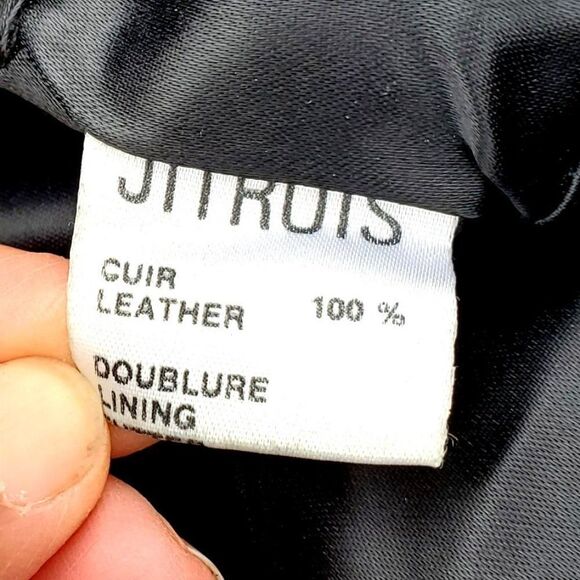 JITROIS
CUIR
LEATHER 100 %
DOUBLURE
LINING